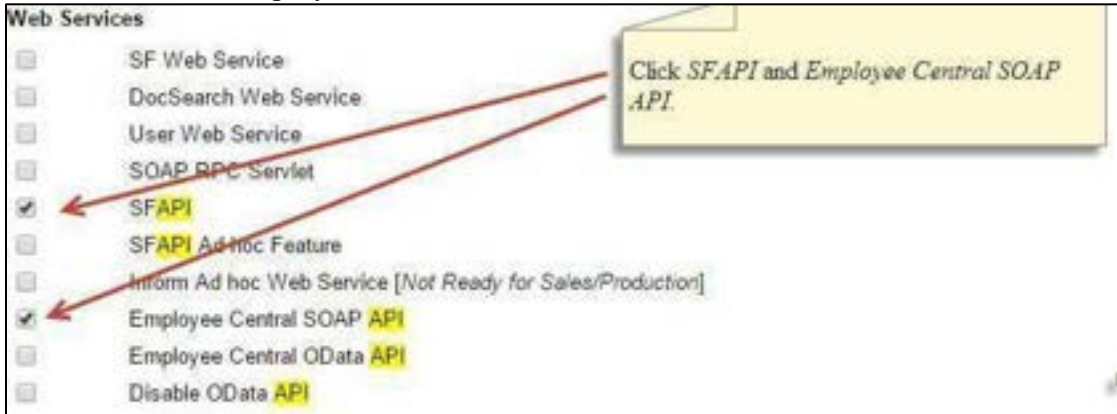 Web Services
SF Web Service
Click SFAPI and Employee Central SOAP
API.
DocSearch Web Service
User Web Service
SOAP RPC Servlet
SFAPI
SFAPI Ad hoc Feature
Inform Ad hoc Web Service [Not Ready for Sales/Production]
Employee Central SOAP API
Employee Central OData API
Disable OData API